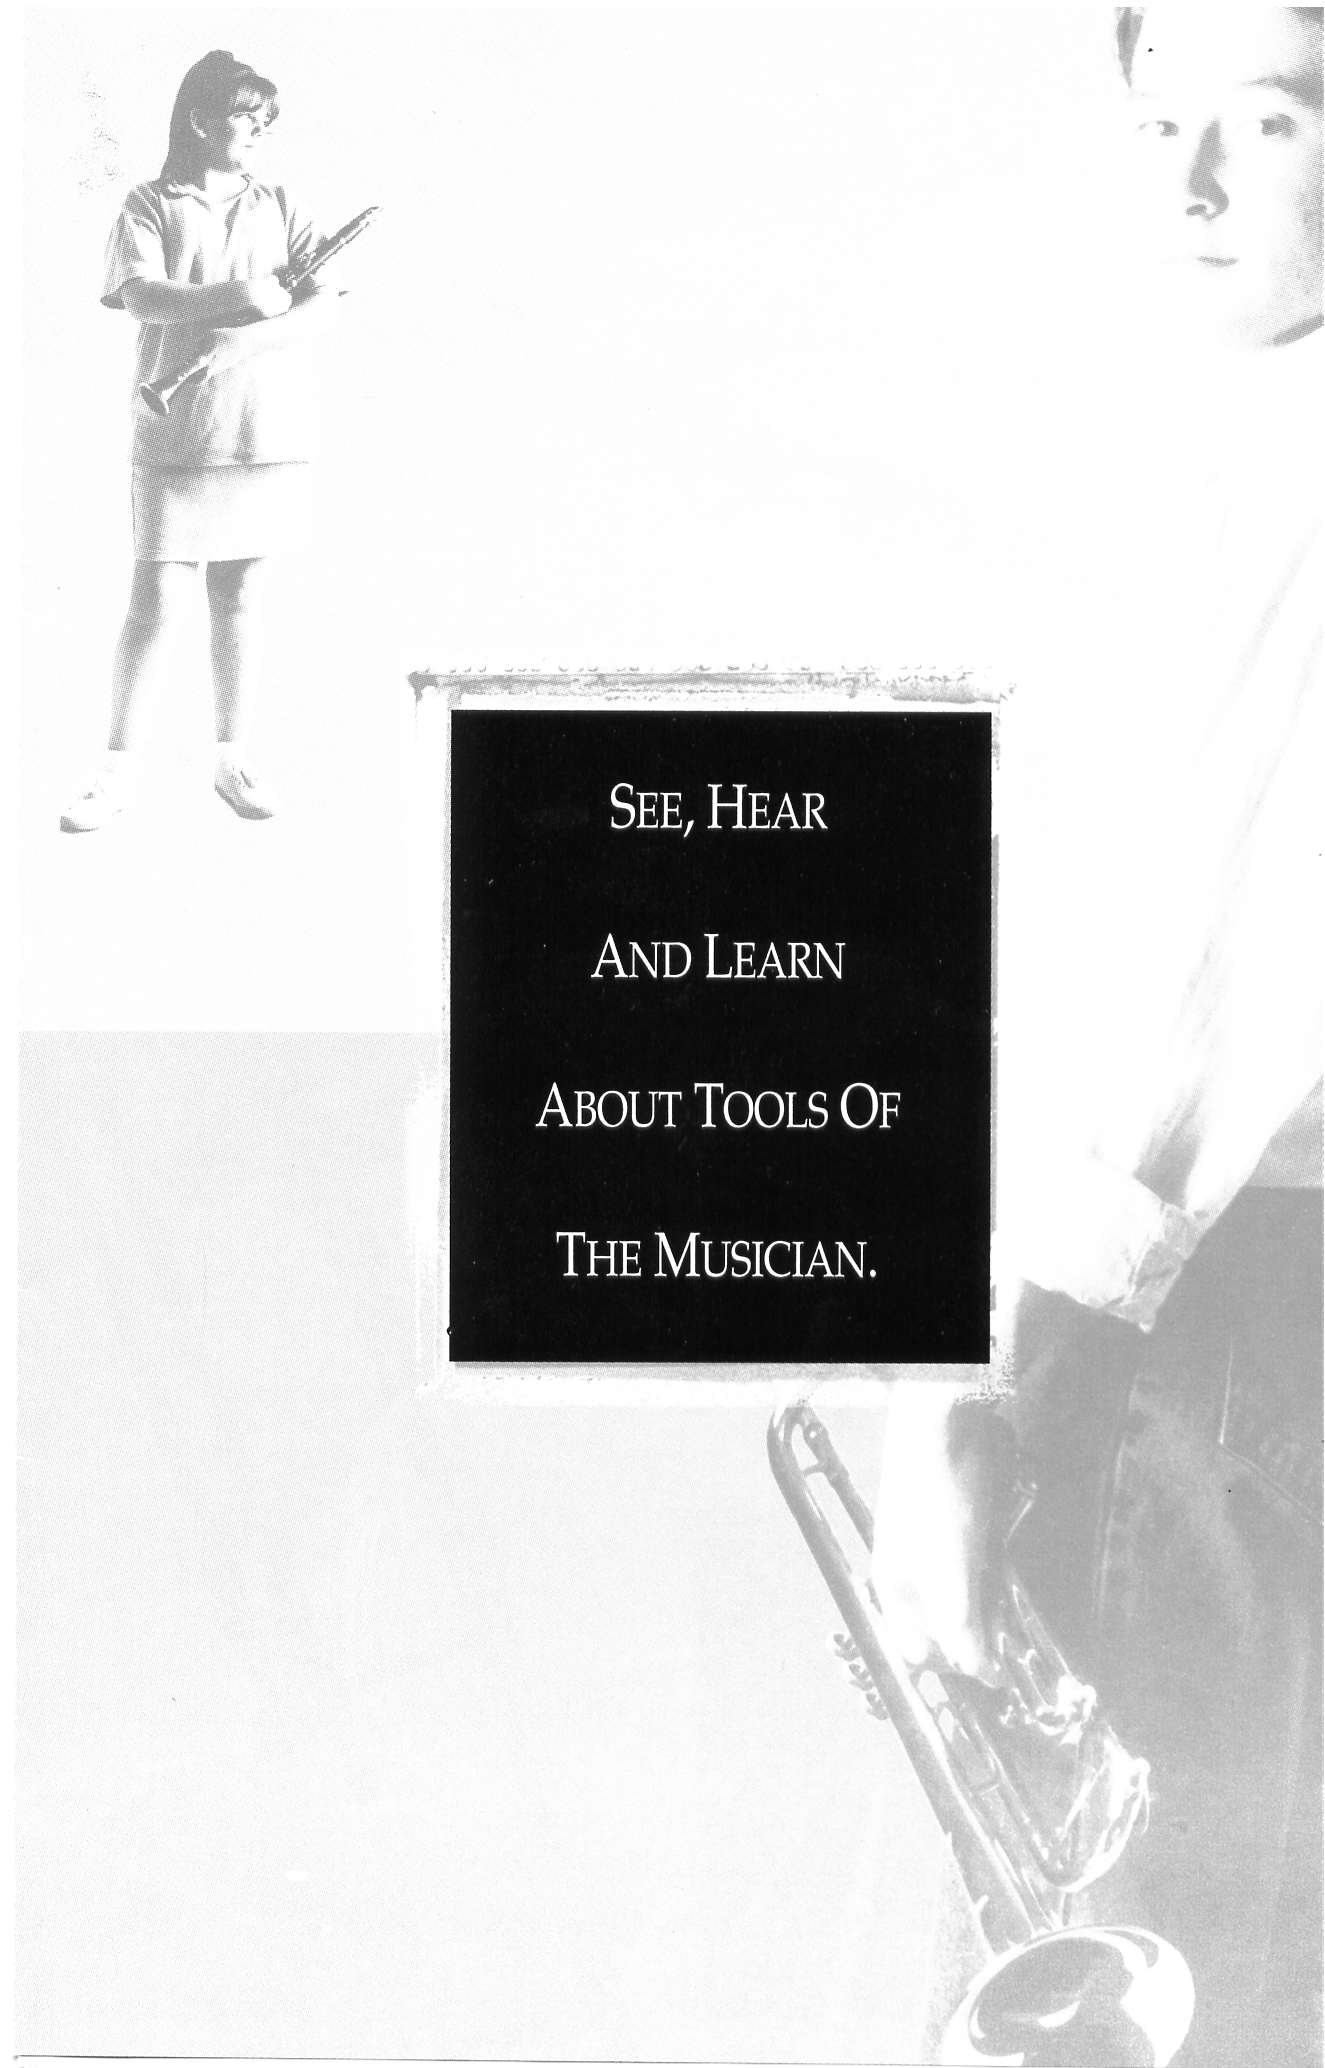 SEE, HEAR
AND LEARN
ABOUT TOOLS OF
THE MUSICIAN.